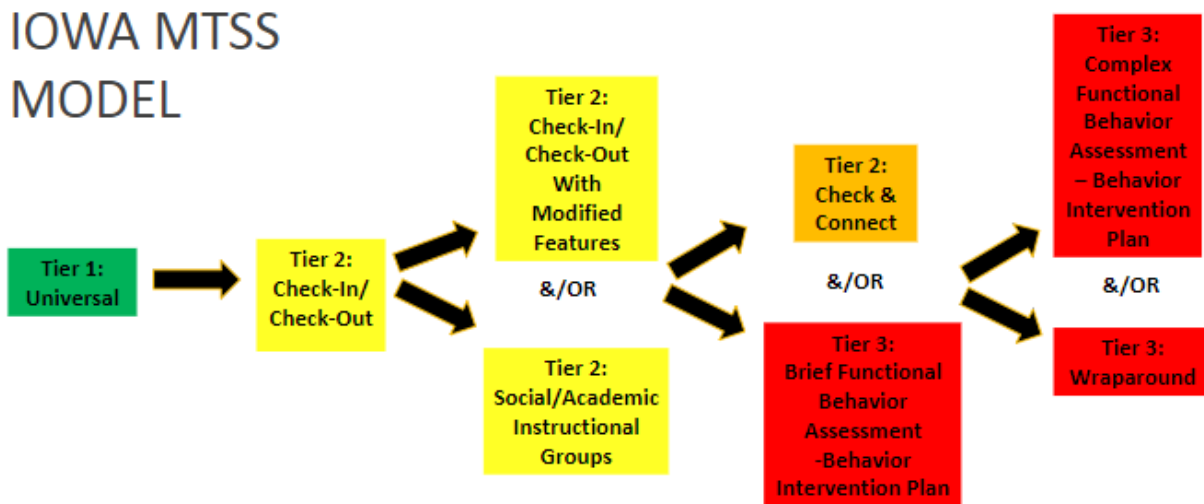 IOWA MTSS
MODEL
Tier 1:
Universal
Tier 2:
Check-In/
Check-Out
Tier 2:
Check-In/
Check-Out
With
Modified
Features
&/OR
Tier 2:
Social/Academic
Instructional
Groups
Tier 2:
Check &
Connect
&/OR
Tier 3:
Brief Functional
Behavior
Assessment
-Behavior
Intervention Plan
Tier 3:
Complex
Functional
Behavior
Assessment
– Behavior
Intervention
Plan
&/OR
Tier 3:
Wraparound